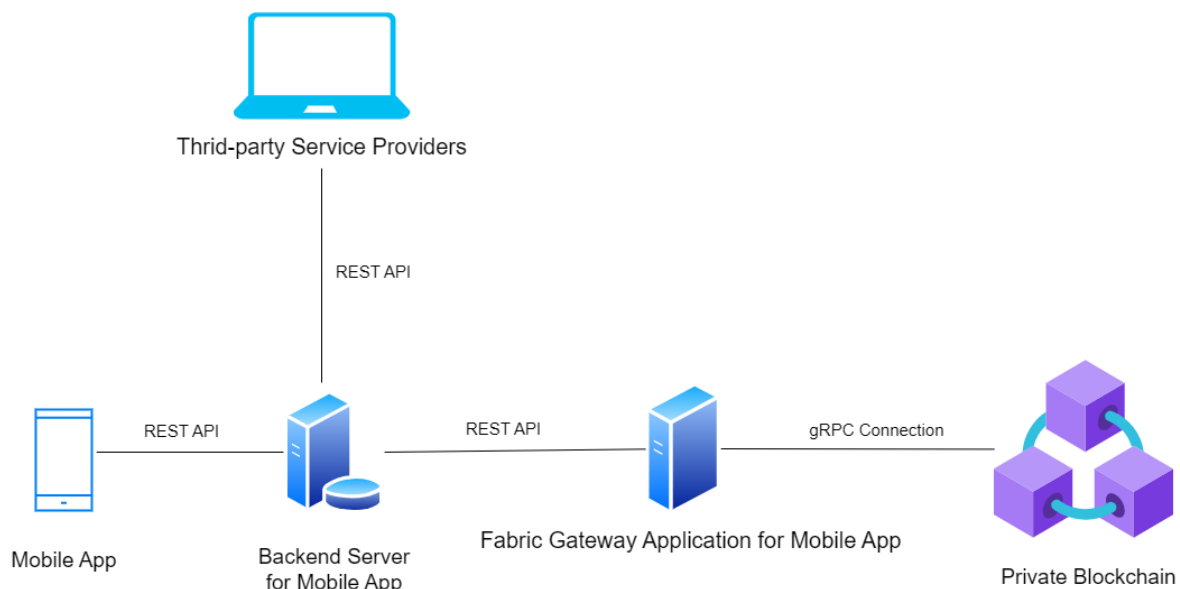 Thrid-party Service Providers
REST API
REST API
REST API
gRPC Connection
Mobile App
Backend Server
for Mobile App
Fabric Gateway Application for Mobile App
Private Blockchain